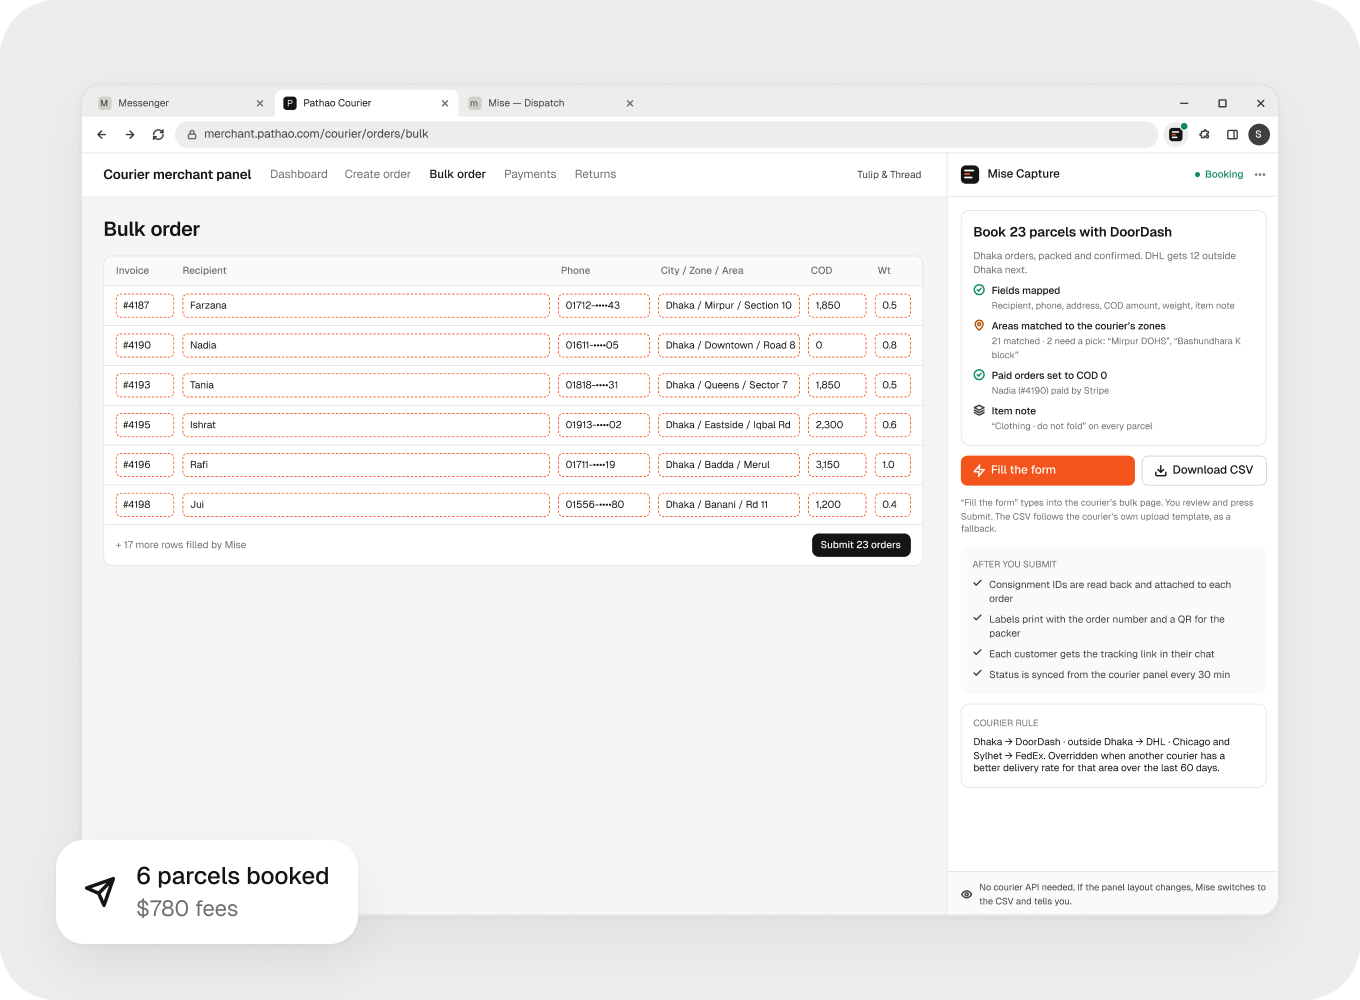 M Messenger
P Pathao Courier
m Mise — Dispatch
merchant.pathao.com/courier/orders/bulk
S
Courier merchant panel Dashboard Create order Bulk order Payments Returns Tulip & Thread
Bulk order
Invoice Recipient Phone City / Zone / Area COD Wt
#4187 Farzana 01712-••••43 Dhaka / Mirpur / Section 10 1,850 0.5
#4190 Nadia 01611-••••05 Dhaka / Downtown / Road 8 0 0.8
#4193 Tania 01818-••••31 Dhaka / Queens / Sector 7 1,850 0.5
#4195 Ishrat 01913-••••02 Dhaka / Eastside / Iqbal Rd 2,300 0.6
#4196 Rafi 01711-••••19 Dhaka / Badda / Merul 3,150 1.0
#4198 Jui 01556-••••80 Dhaka / Banani / Rd 11 1,200 0.4
+ 17 more rows filled by Mise
Submit 23 orders
Mise Capture
Booking
Book 23 parcels with DoorDash
Dhaka orders, packed and confirmed. DHL gets 12 outside
Dhaka next.
Fields mapped
Recipient, phone, address, COD amount, weight, item note
Areas matched to the courier's zones
21 matched · 2 need a pick: “Mirpur DOHS”, “Bashundhara K
block”
Paid orders set to COD 0
Nadia (#4190) paid by Stripe
Item note
“Clothing · do not fold” on every parcel
Fill the form
Download CSV
“Fill the form” types into the courier's bulk page. You review and press
Submit. The CSV follows the courier's own upload template, as a
fallback.
AFTER YOU SUBMIT
Consignment IDs are read back and attached to each
order
Labels print with the order number and a QR for the
packer
Each customer gets the tracking link in their chat
Status is synced from the courier panel every 30 min
COURIER RULE
Dhaka → DoorDash · outside Dhaka → DHL · Chicago and
Sylhet → FedEx. Overridden when another courier has a
better delivery rate for that area over the last 60 days.
No courier API needed. If the panel layout changes, Mise switches to
the CSV and tells you.
6 parcels booked
$780 fees